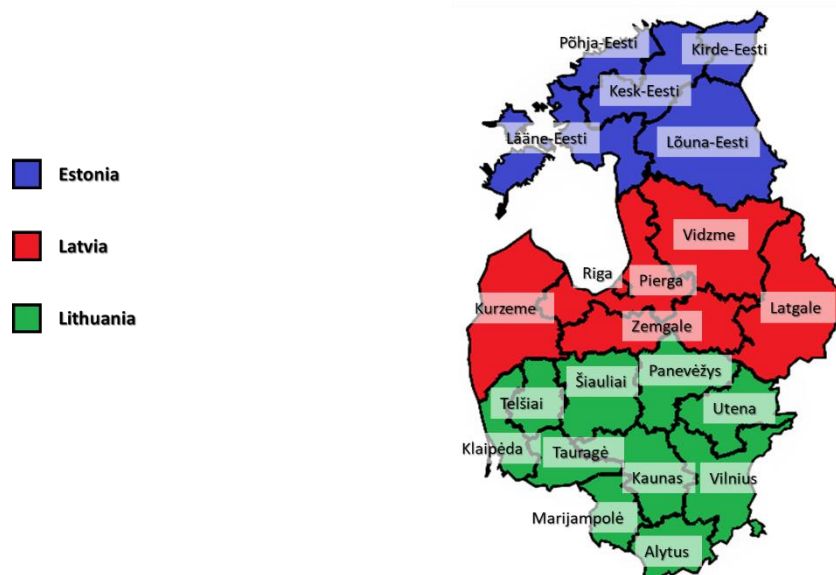 Estonia
Latvia
Lithuania
Põhja-Eesti
Kirde-Eesti
Kesk-Eesti
Lääne-Eesti
Lõuna-Eesti
Vidzme
Riga
Pierga
Kurzeme
Latgale
Zemgale
Panevėžys
Šiauliai
Telšiai
Utena
Klaipėda
Tauragė
Kaunas
Vilnius
Marijampolė
Alytus